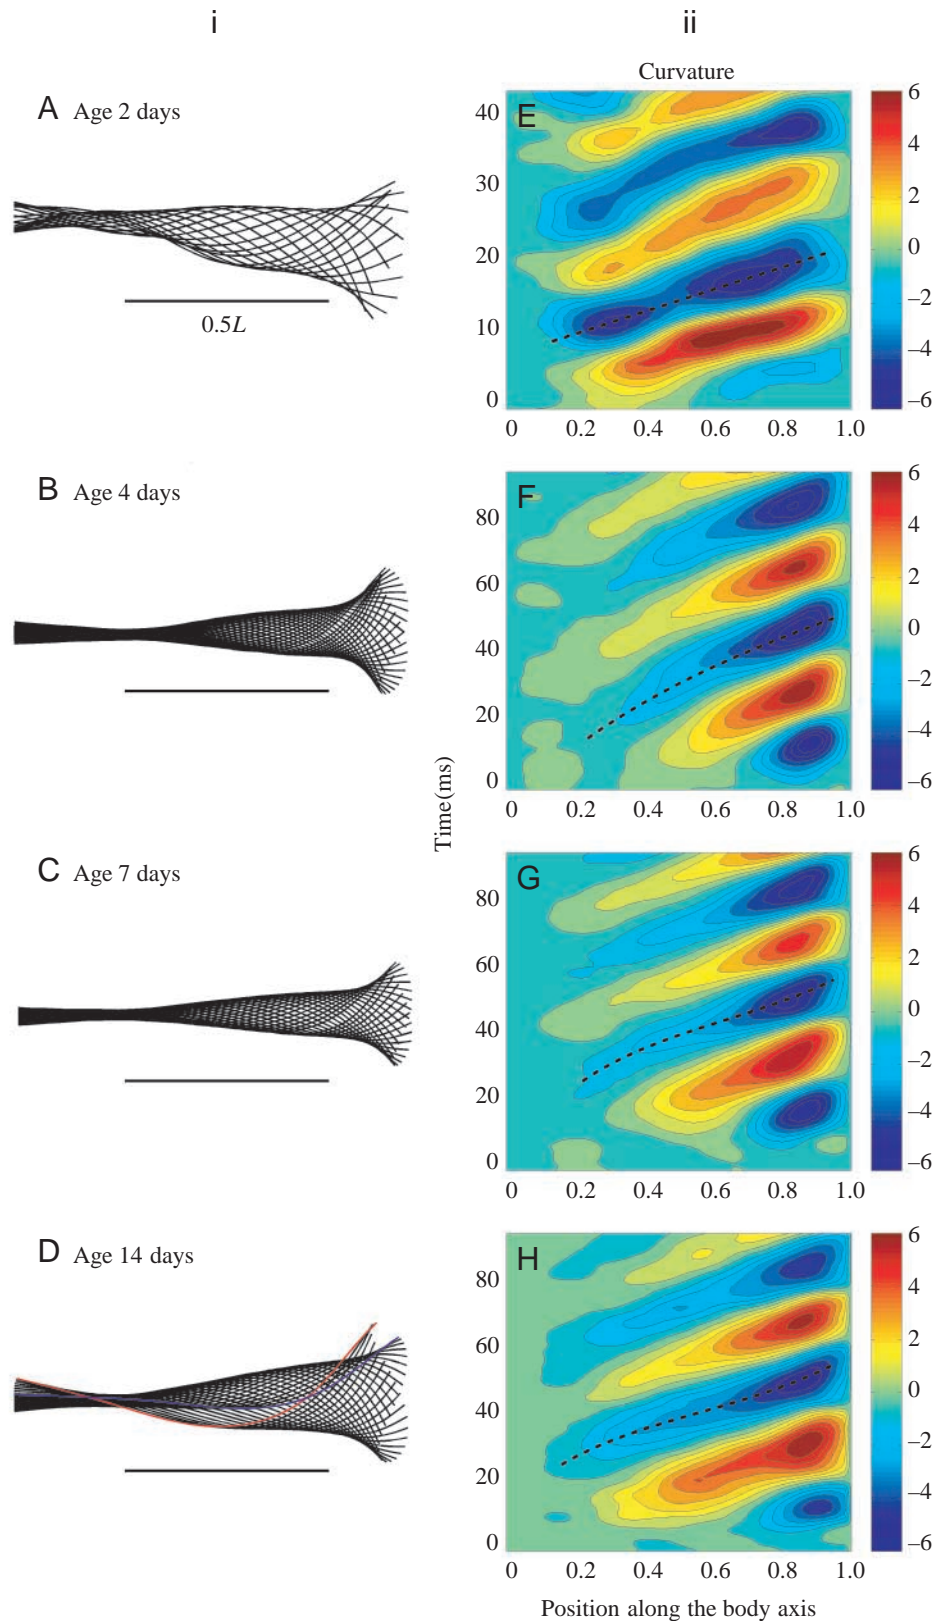 i
ii
A Age 2 days
0.5L
Curvature
E
40
30
20
10
0
0 0.2 0.4 0.6 0.8 1.0
6
4
2
0
–2
–4
–6
B Age 4 days
F
80
60
40
20
0
0 0.2 0.4 0.6 0.8 1.0
6
4
2
0
–2
–4
–6
Time(ms)
C Age 7 days
G
80
60
40
20
0
0 0.2 0.4 0.6 0.8 1.0
6
4
2
0
–2
–4
–6
D Age 14 days
H
80
60
40
20
0
0 0.2 0.4 0.6 0.8 1.0
6
4
2
0
–2
–4
–6
Position along the body axis